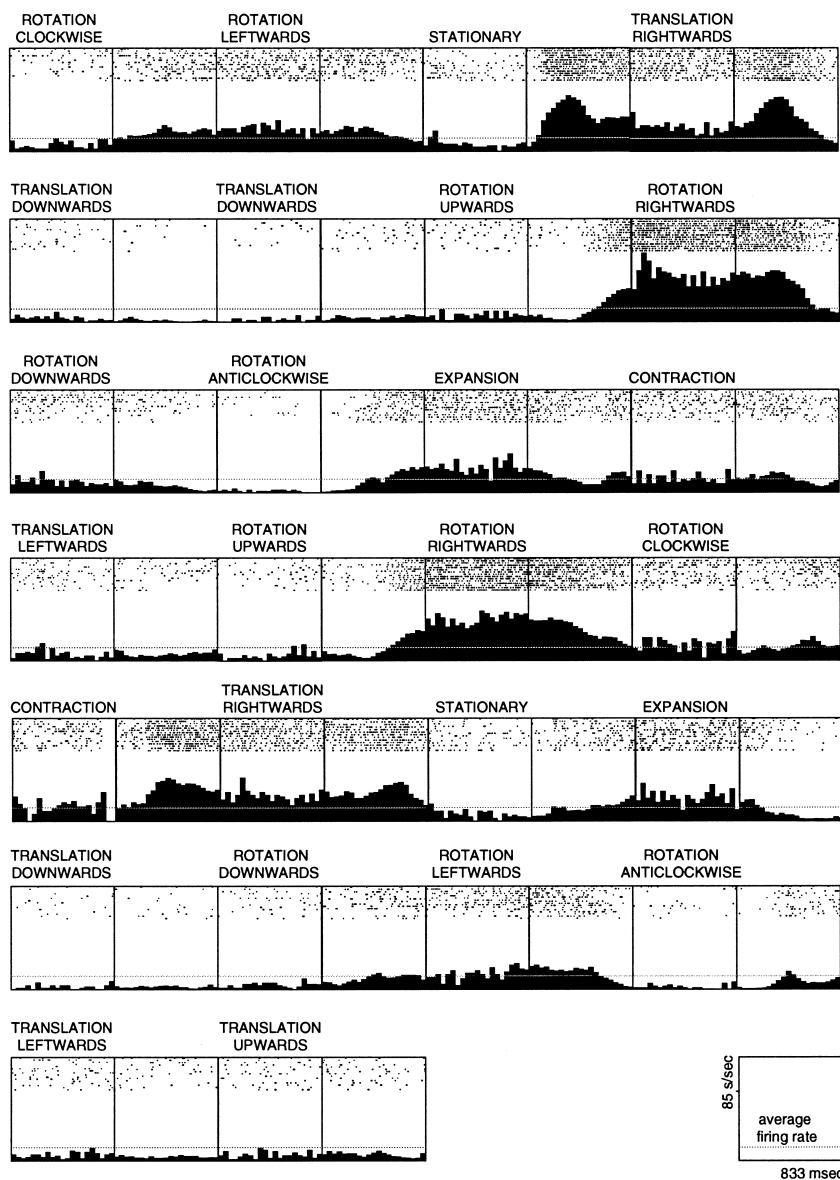 ROTATION
CLOCKWISE
ROTATION
LEFTWARDS
STATIONARY
TRANSLATION
RIGHTWARDS
TRANSLATION
DOWNWARDS
TRANSLATION
DOWNWARDS
ROTATION
UPWARDS
ROTATION
RIGHTWARDS
ROTATION
DOWNWARDS
ROTATION
ANTICLOCKWISE
EXPANSION
CONTRACTION
TRANSLATION
LEFTWARDS
ROTATION
UPWARDS
ROTATION
RIGHTWARDS
ROTATION
CLOCKWISE
CONTRACTION
TRANSLATION
RIGHTWARDS
STATIONARY
EXPANSION
TRANSLATION
DOWNWARDS
ROTATION
DOWNWARDS
ROTATION
LEFTWARDS
ROTATION
ANTICLOCKWISE
TRANSLATION
LEFTWARDS
TRANSLATION
UPWARDS
85 s/sec
average
firing rate
833 msec